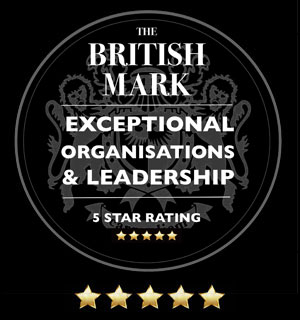 THE
BRITISH
MARK
EXCEPTIONAL
ORGANISATIONS
& LEADERSHIP
5 STAR RATING